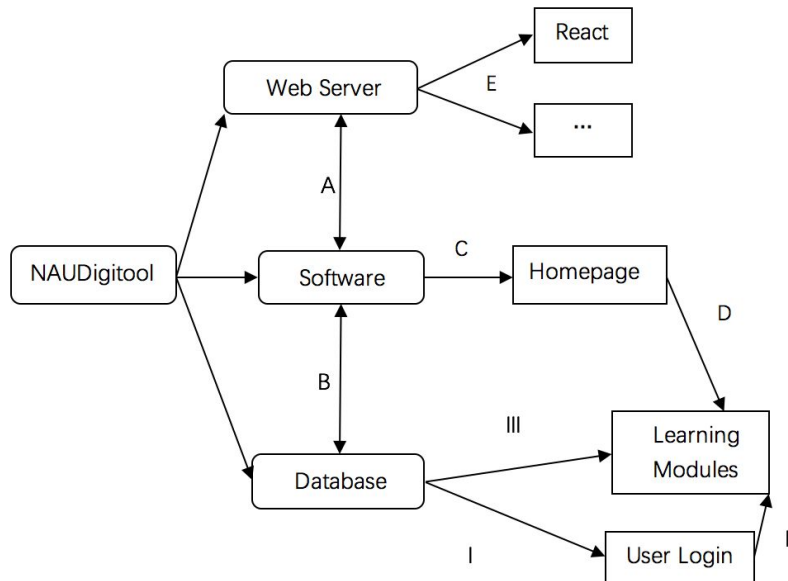 React
Web Server
E
...
A
NAUDigitool
Software
C
Homepage
D
B
III
Learning
Modules
Database
I
User Login